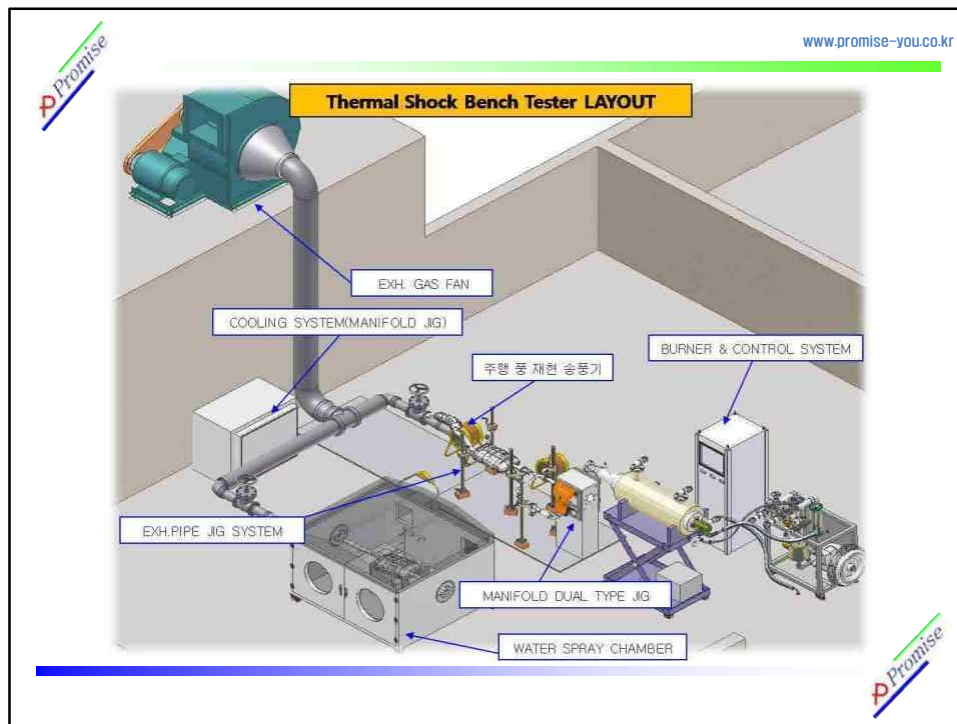 Promise
www.promise-you.co.kr
Thermal Shock Bench Tester LAYOUT
EXH. GAS FAN
COOLING SYSTEM(MANIFOLD JIG)
BURNER & CONTROL SYSTEM
주행 풍 재현 송풍기
EXH.PIPE JIG SYSTEM
MANIFOLD DUAL TYPE JIG
WATER SPRAY CHAMBER
Promise